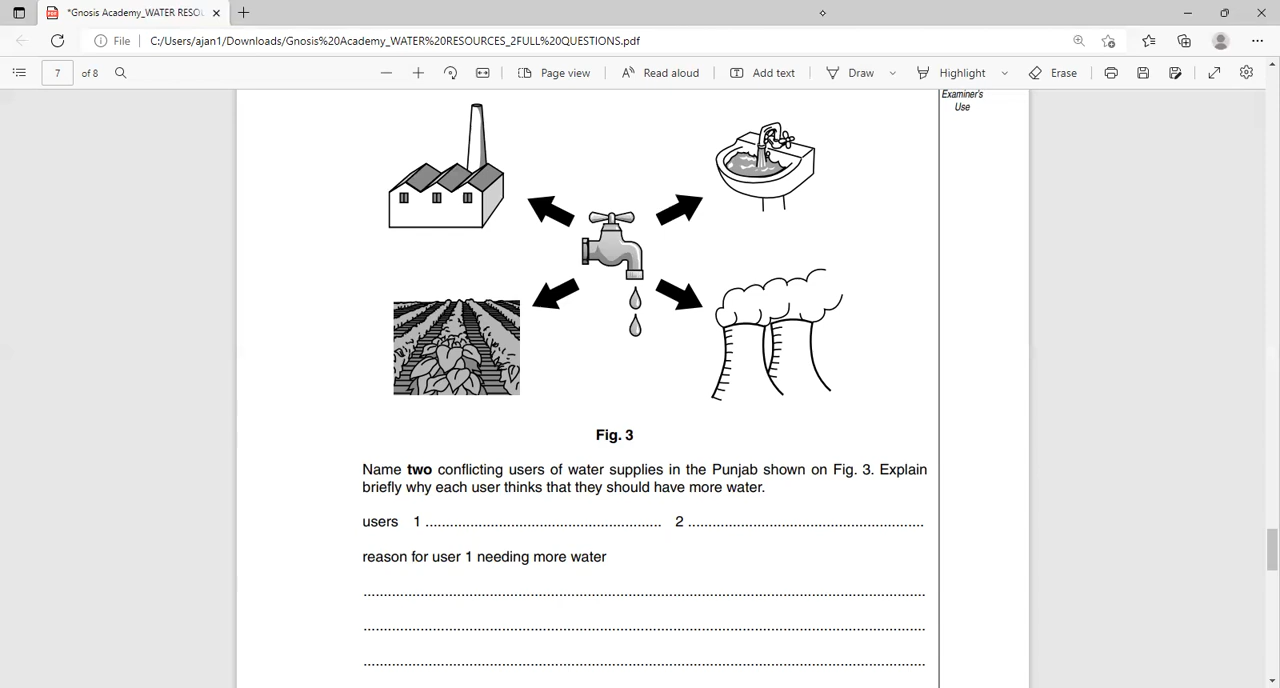 *Gnosis Academy_WATER RESOU
File C:/Users/ajan1/Downloads/Gnosis%20Academy_WATER%20RESOURCES_2FULL%20QUESTIONS.pdf
7 of 8 Page view Read aloud Add text Draw Highlight Erase
Examiner's
Use
Fig. 3
Name two conflicting users of water supplies in the Punjab shown on Fig. 3. Explain
briefly why each user thinks that they should have more water.
users 1 ......................................................... 2 .........................................................
reason for user 1 needing more water